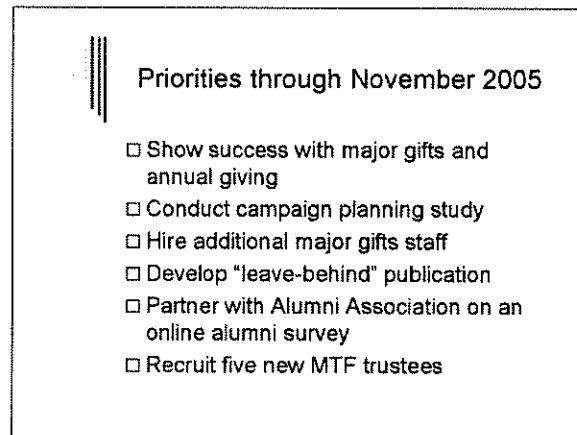 Priorities through November 2005
□ Show success with major gifts and
annual giving
□ Conduct campaign planning study
□ Hire additional major gifts staff
□ Develop "leave-behind" publication
□ Partner with Alumni Association on an
online alumni survey
□ Recruit five new MTF trustees